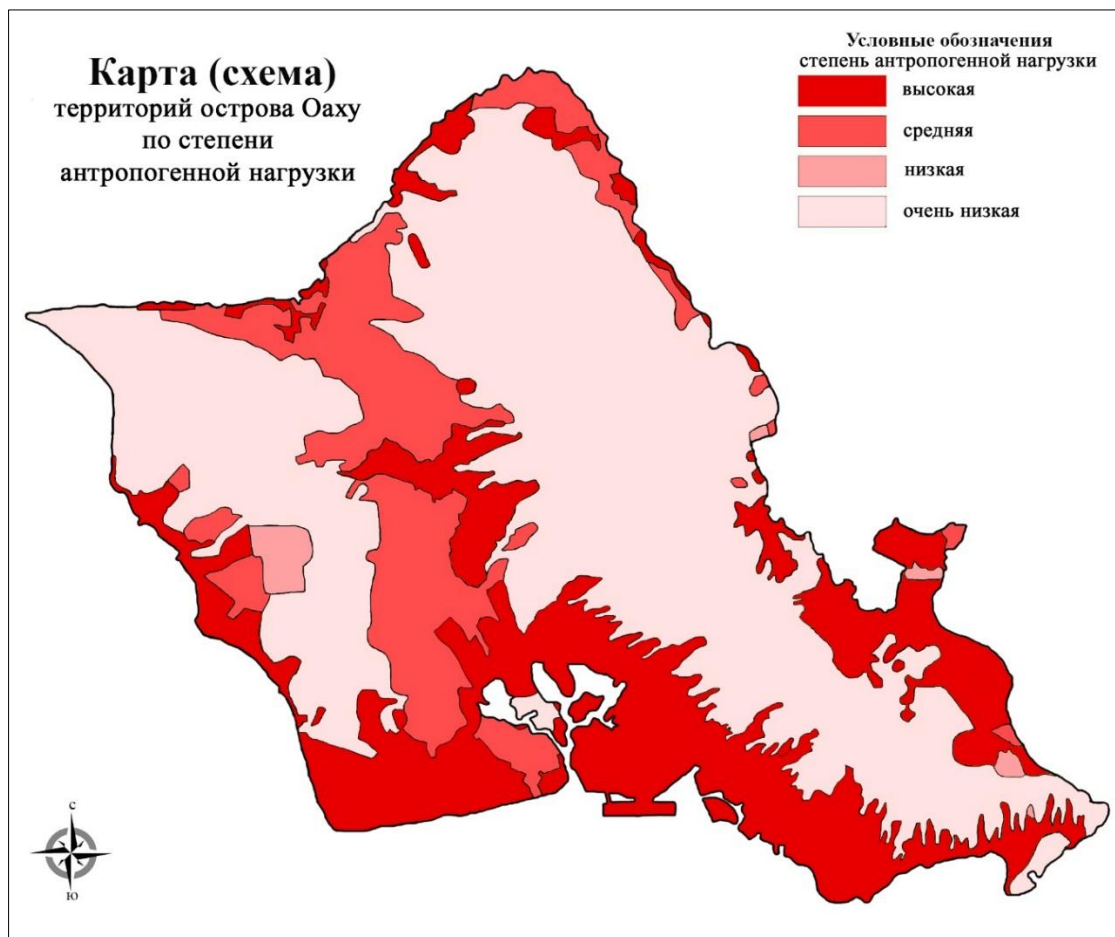 Карта (схема)
территорий острова Оаху
по степени
антропогенной нагрузки
Условные обозначения
степень антропогенной нагрузки
высокая
средняя
низкая
очень низкая
с
ю